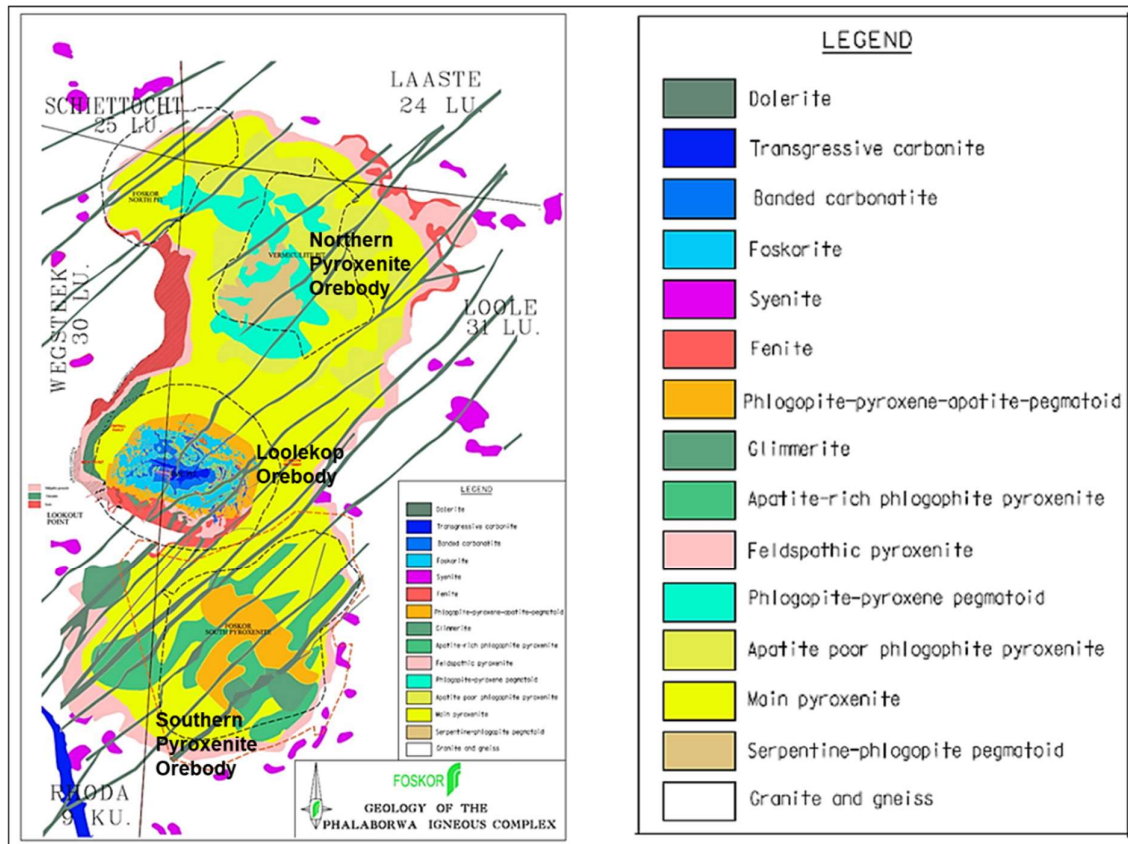 SCHIETTOCHT
25 LU.
LAASTE
24 LU.
FOSKOR
NORTH PIT
Northern
VERMICULITE PIT
Pyroxenite
Orebody
WEGSTEEK
30 LU.
LOOLE
31 LU.
Loolekop
Orebody
LOOKOUT
POINT
FOSKOR
SOUTH PYROXENITE
Southern
Pyroxenite
Orebody
RHODA
9 KU.
LEGEND
Dolerite
Transgressive carbonite
Banded carbonatite
Foskorite
Syenite
Fenite
Phlogopite-pyroxene-apatite-pegmatoid
Glimmerite
Apatite-rich phlogophite pyroxenite
Feldspathic pyroxenite
Phlogopite-pyroxene pegmatoid
Apatite poor phlogophite pyroxenite
Main pyroxenite
Serpentine-phlogopite pegmatoid
Granite and gneiss
FOSKOR
GEOLOGY OF THE
PHALABORWA IGNEOUS COMPLEX
LEGEND
Dolerite
Transgressive carbonite
Banded carbonatite
Foskorite
Syenite
Fenite
Phlogopite-pyroxene-apatite-pegmatoid
Glimmerite
Apatite-rich phlogophite pyroxenite
Feldspathic pyroxenite
Phlogopite-pyroxene pegmatoid
Apatite poor phlogophite pyroxenite
Main pyroxenite
Serpentine-phlogopite pegmatoid
Granite and gneiss